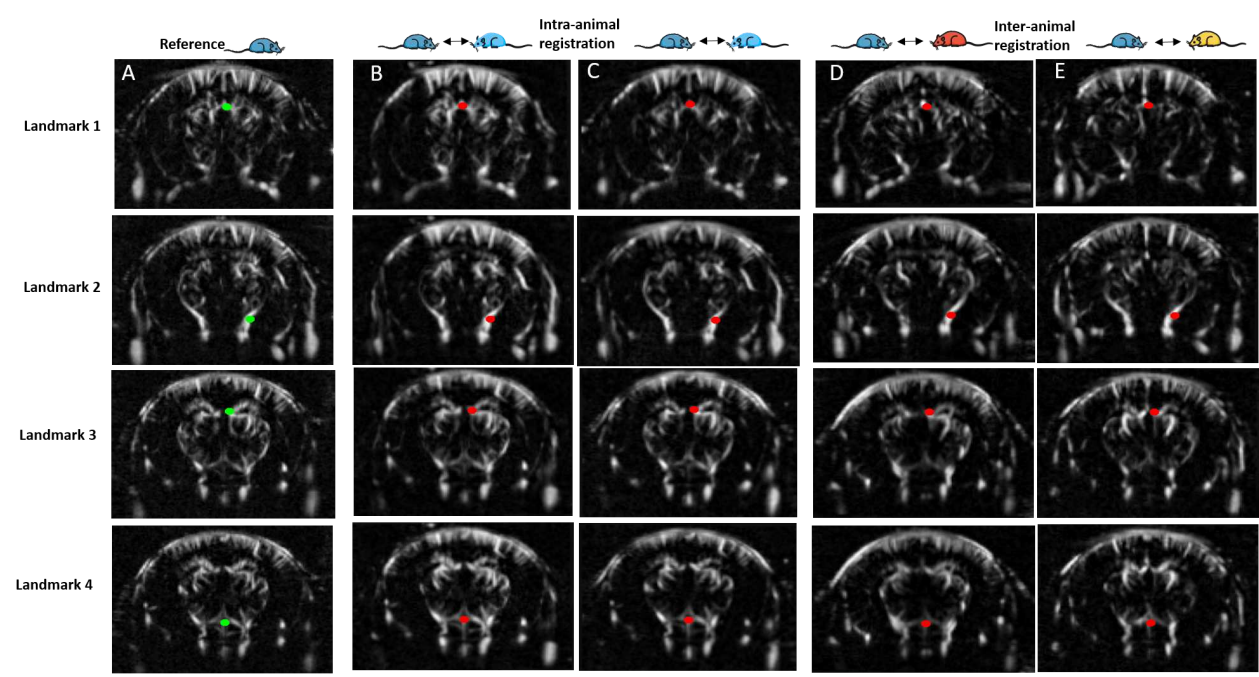 Reference
Intra-animal
registration
Inter-animal
registration
A
B
C
D
E
Landmark 1
Landmark 2
Landmark 3
Landmark 4